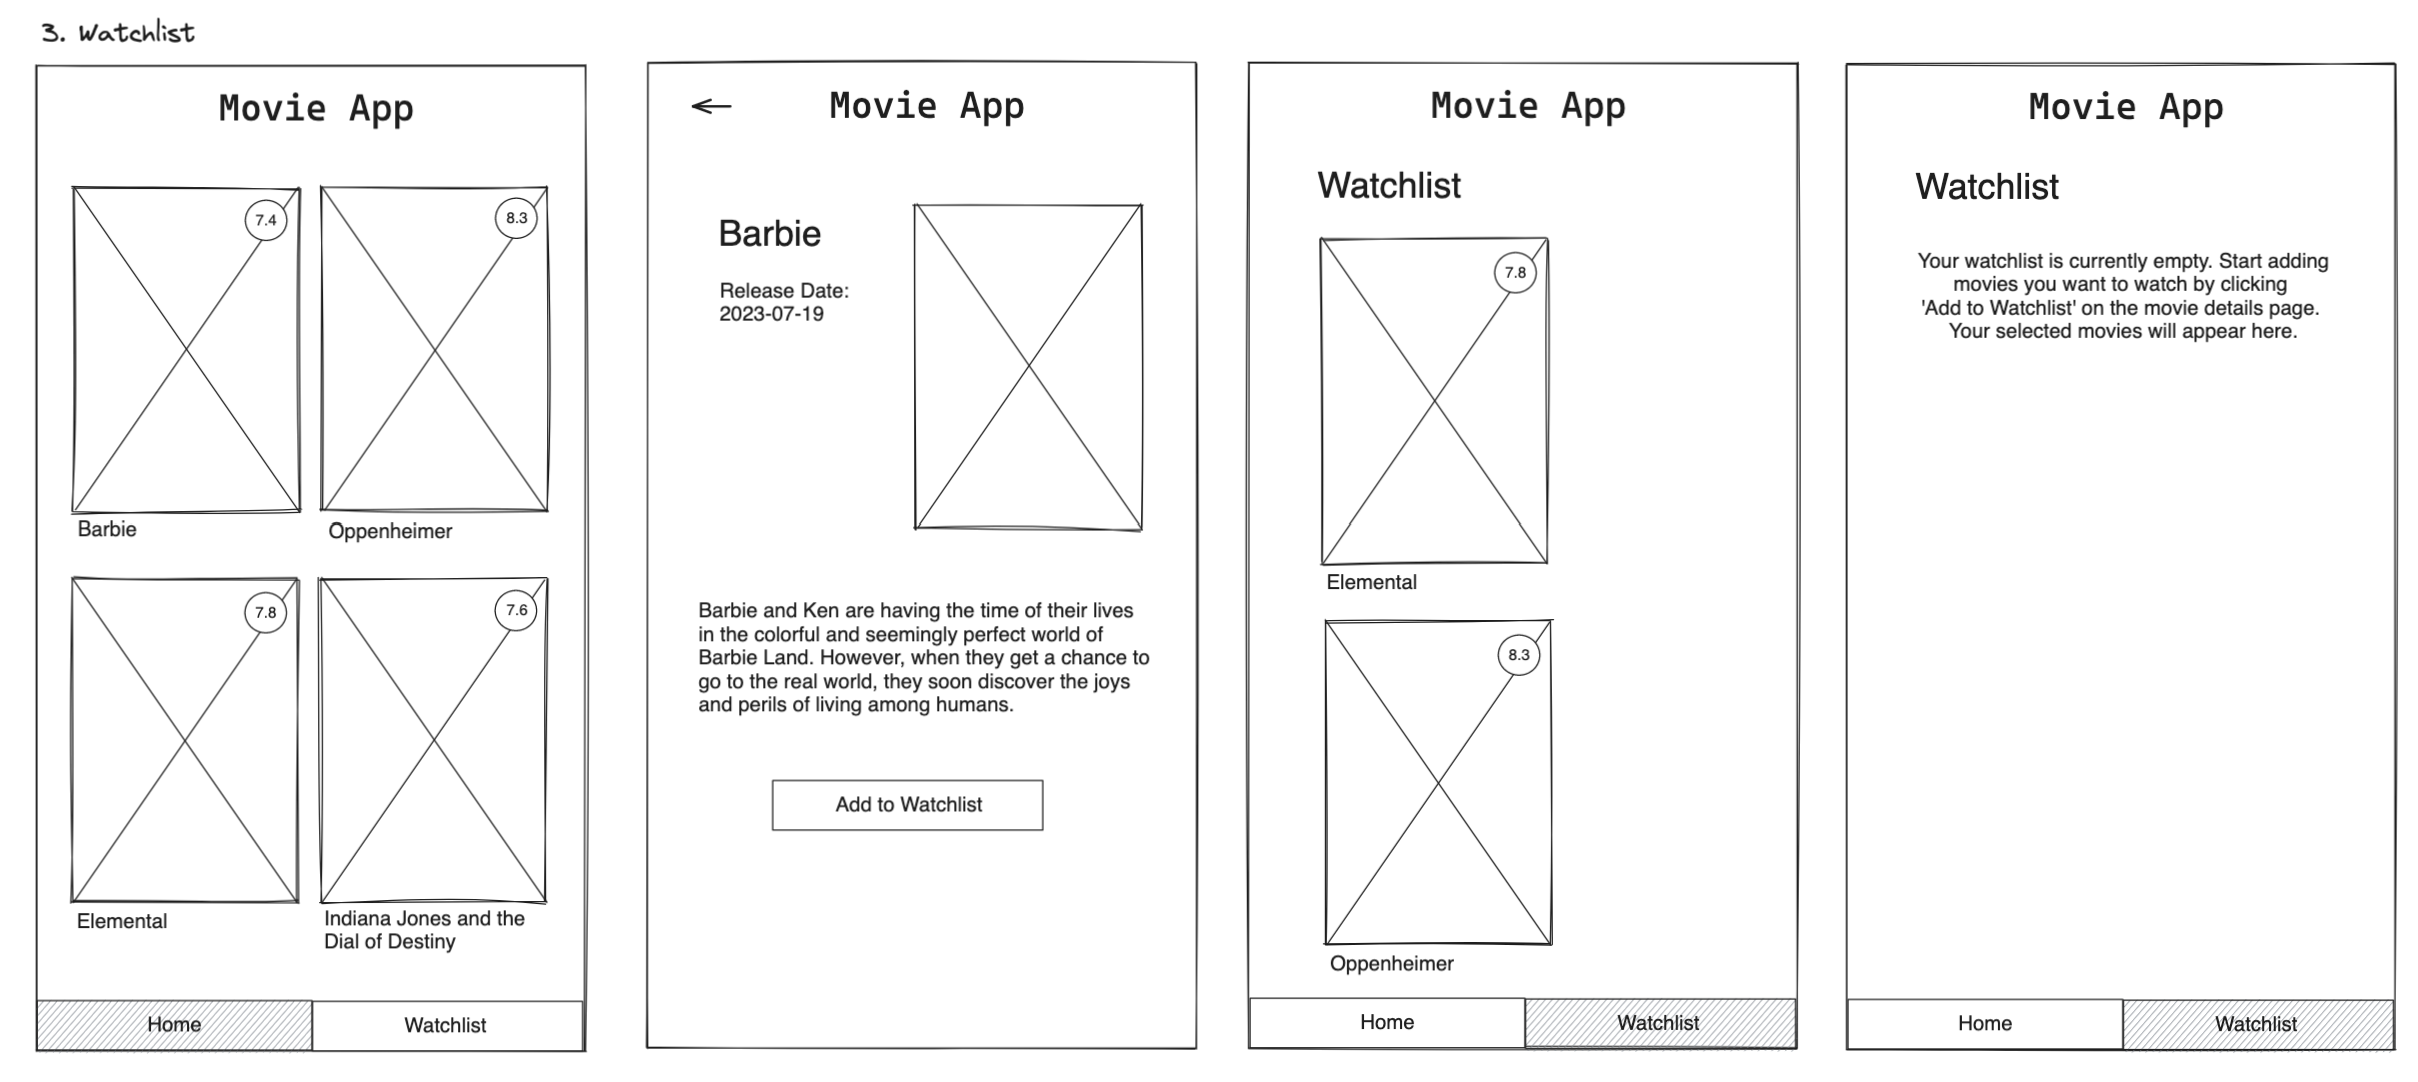 3. Watchlist
Movie App
7.4
8.3
Barbie
Oppenheimer
7.8
7.6
Elemental
Indiana Jones and the
Dial of Destiny
Home
Watchlist
Movie App
Barbie
Release Date:
2023-07-19
Barbie and Ken are having the time of their lives
in the colorful and seemingly perfect world of
Barbie Land. However, when they get a chance to
go to the real world, they soon discover the joys
and perils of living among humans.
Add to Watchlist
Movie App
Watchlist
7.8
Elemental
8.3
Oppenheimer
Home
Watchlist
Movie App
Watchlist
Your watchlist is currently empty. Start adding
movies you want to watch by clicking
'Add to Watchlist' on the movie details page.
Your selected movies will appear here.
Home
Watchlist